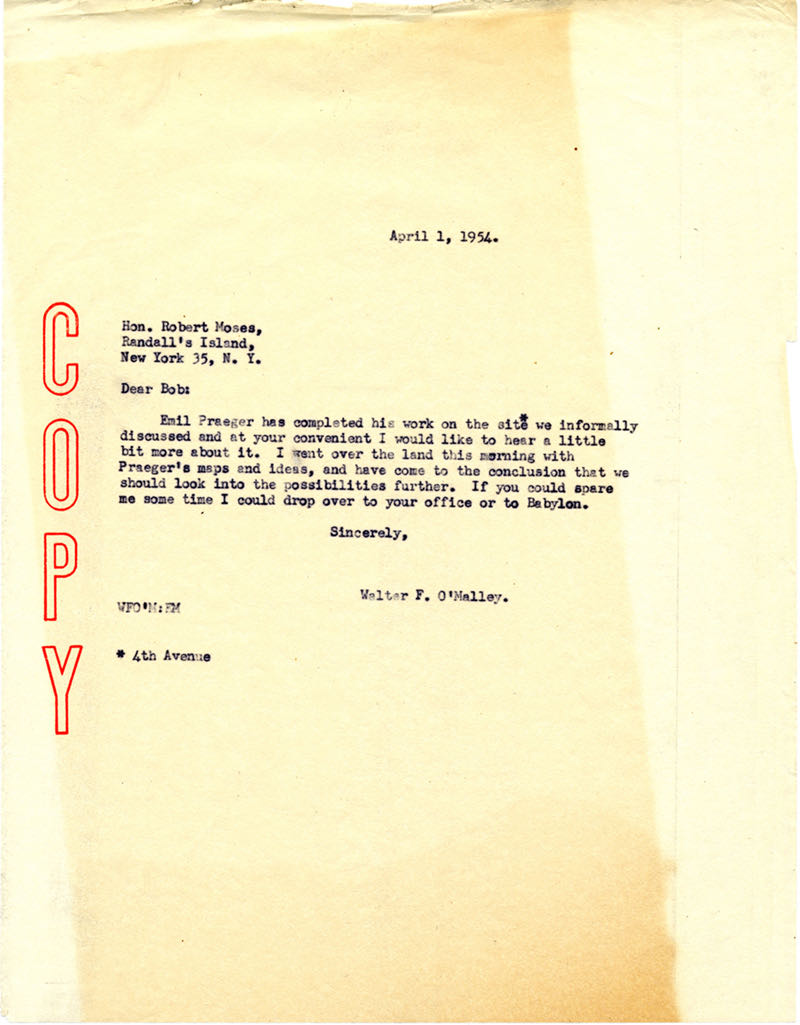 April 1, 1954.
Hon. Robert Moses,
Randall's Island,
New York 35, N. Y.
Dear Bob:
Emil Praeger has completed his work on the site* we informally
discussed and at your convenient I would like to hear a little
bit more about it. I went over the land this morning with
Praeger's maps and ideas, and have come to the conclusion that we
should look into the possibilities further. If you could spare
me some time I could drop over to your office or to Babylon.
Sincerely,
Walter F. O'Malley.
WFO'M:FM
* 4th Avenue
COPY